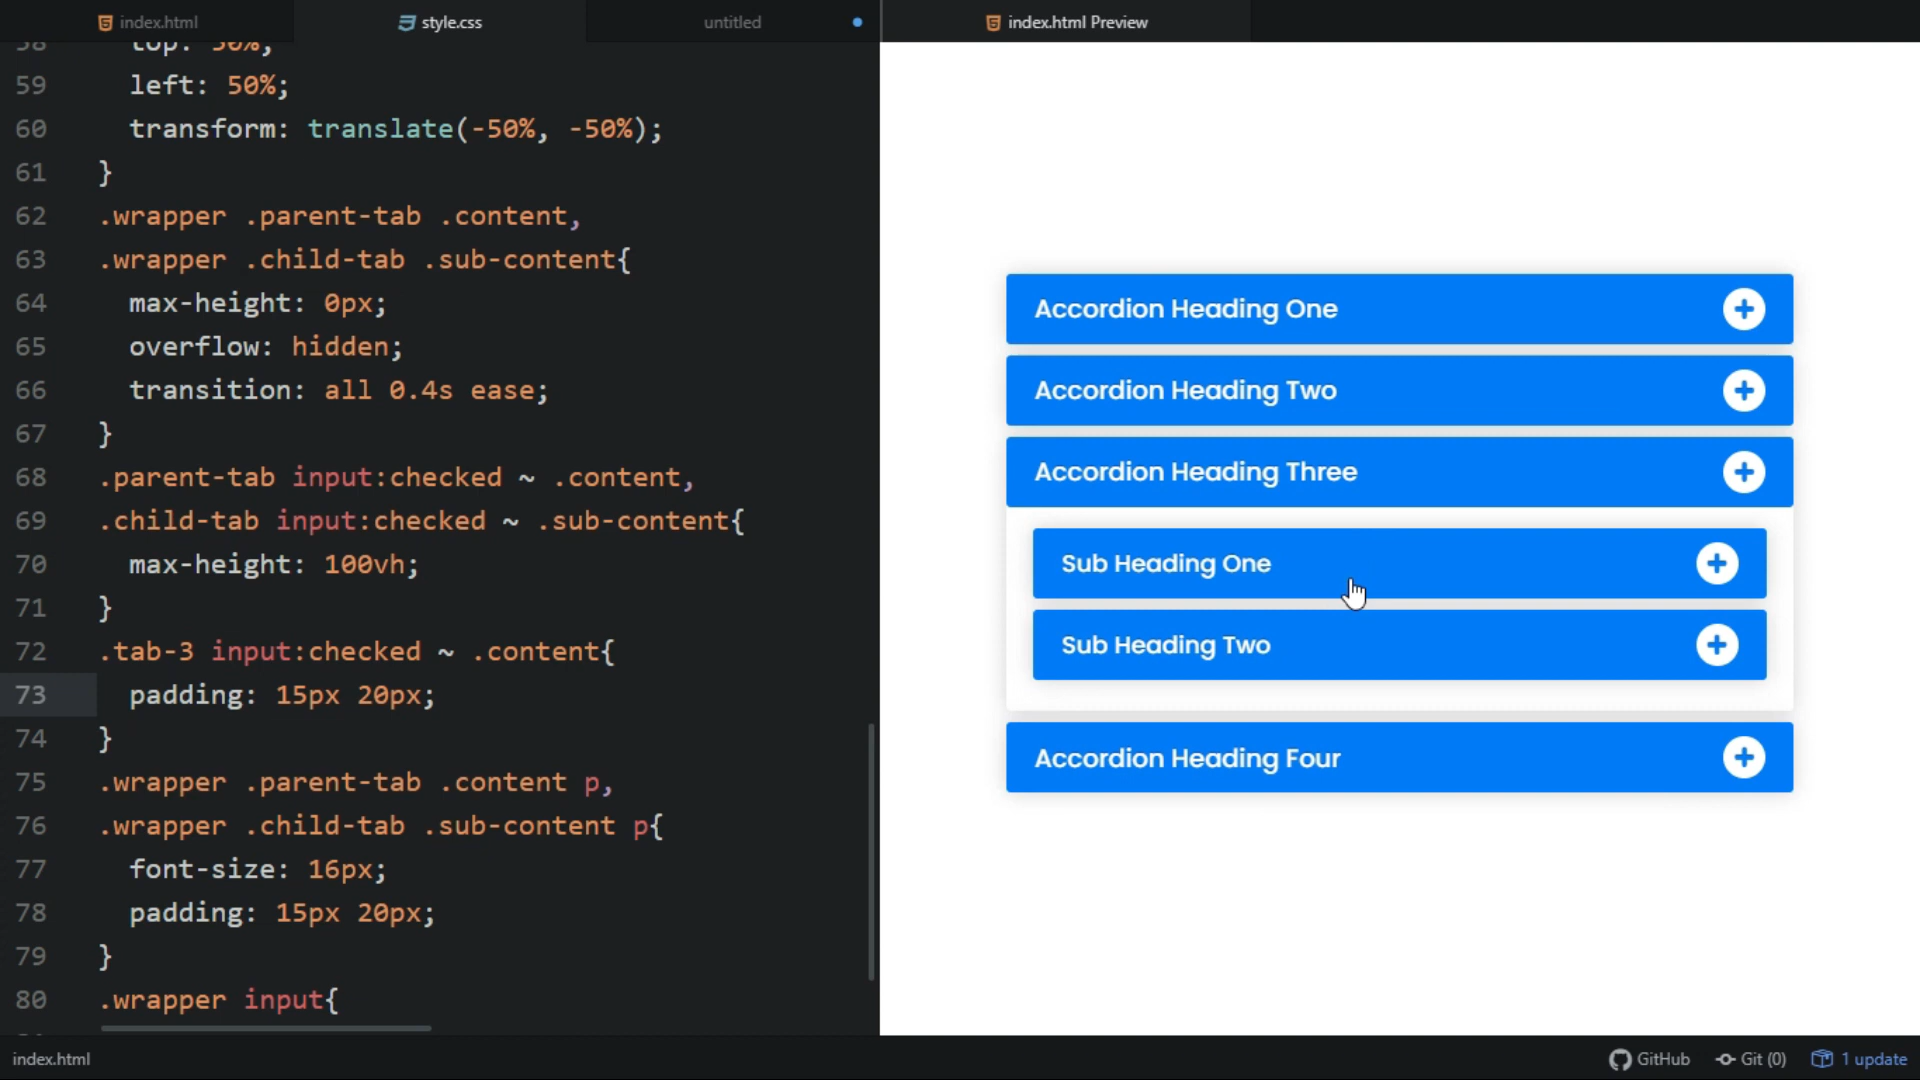 index.html
style.css
untitled
index.html Preview
58 top: 50%;
59 left: 50%;
60 transform: translate(-50%, -50%);
61 }
62 .wrapper .parent-tab .content,
63 .wrapper .child-tab .sub-content{
64 max-height: 0px;
65 overflow: hidden;
66 transition: all 0.4s ease;
67 }
68 .parent-tab input:checked ~ .content,
69 .child-tab input:checked ~ .sub-content{
70 max-height: 100vh;
71 }
72 .tab-3 input:checked ~ .content{
73 padding: 15px 20px;
74 }
75 .wrapper .parent-tab .content p,
76 .wrapper .child-tab .sub-content p{
77 font-size: 16px;
78 padding: 15px 20px;
79 }
80 .wrapper input{
Accordion Heading One
Accordion Heading Two
Accordion Heading Three
Sub Heading One
Sub Heading Two
Accordion Heading Four
index.html
GitHub
Git (0)
1 update